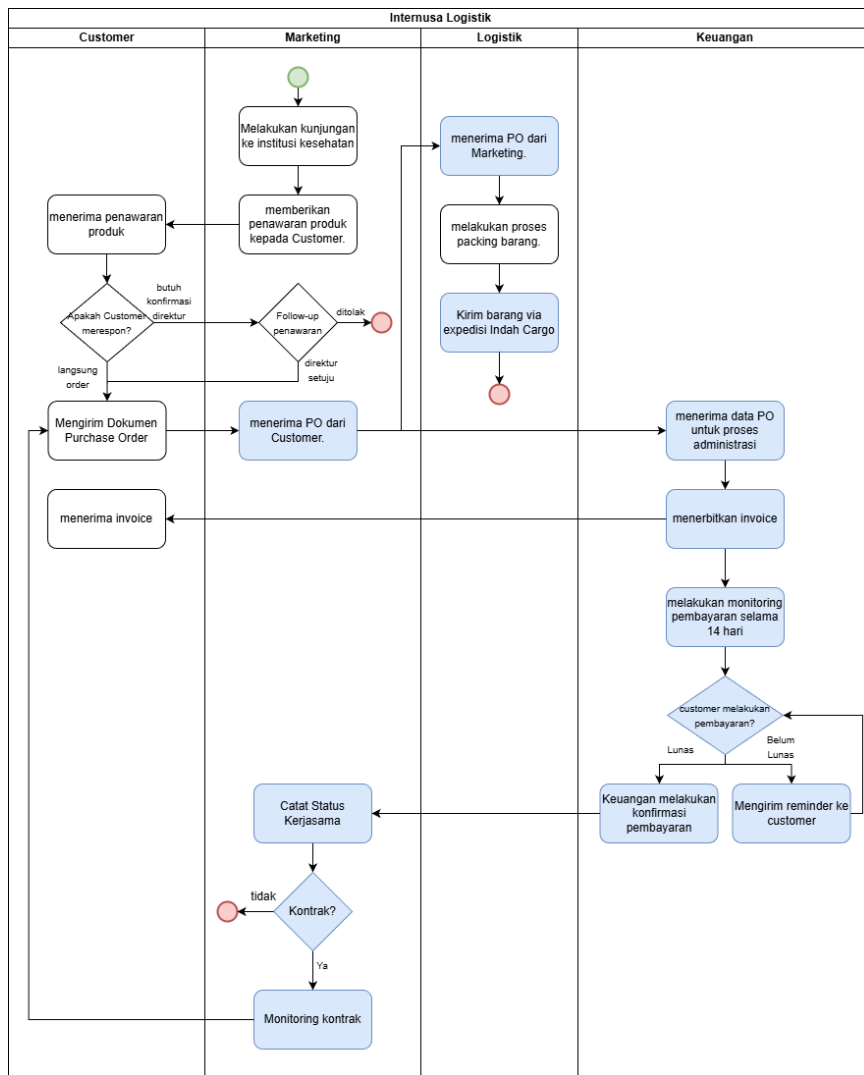 Internusa Logistik
Customer
Marketing
Logistik
Keuangan
Melakukan kunjungan
ke institusi kesehatan
menerima PO dari
Marketing.
menerima penawaran
produk
memberikan
penawaran produk
kepada Customer.
melakukan proses
packing barang.
butuh
konfirmasi
direktur
Apakah Customer
merespon?
Follow-up
penawaran
ditolak
Kirim barang via
expedisi Indah Cargo
langsung
order
direktur
setuju
Mengirim Dokumen
Purchase Order
menerima PO dari
Customer.
menerima data PO
untuk proses
administrasi
menerima invoice
menerbitkan invoice
melakukan monitoring
pembayaran selama
14 hari
customer melakukan
pembayaran?
Lunas
Belum
Lunas
Catat Status
Kerjasama
Keuangan melakukan
konfirmasi
pembayaran
Mengirim reminder ke
customer
tidak
Kontrak?
Ya
Monitoring kontrak